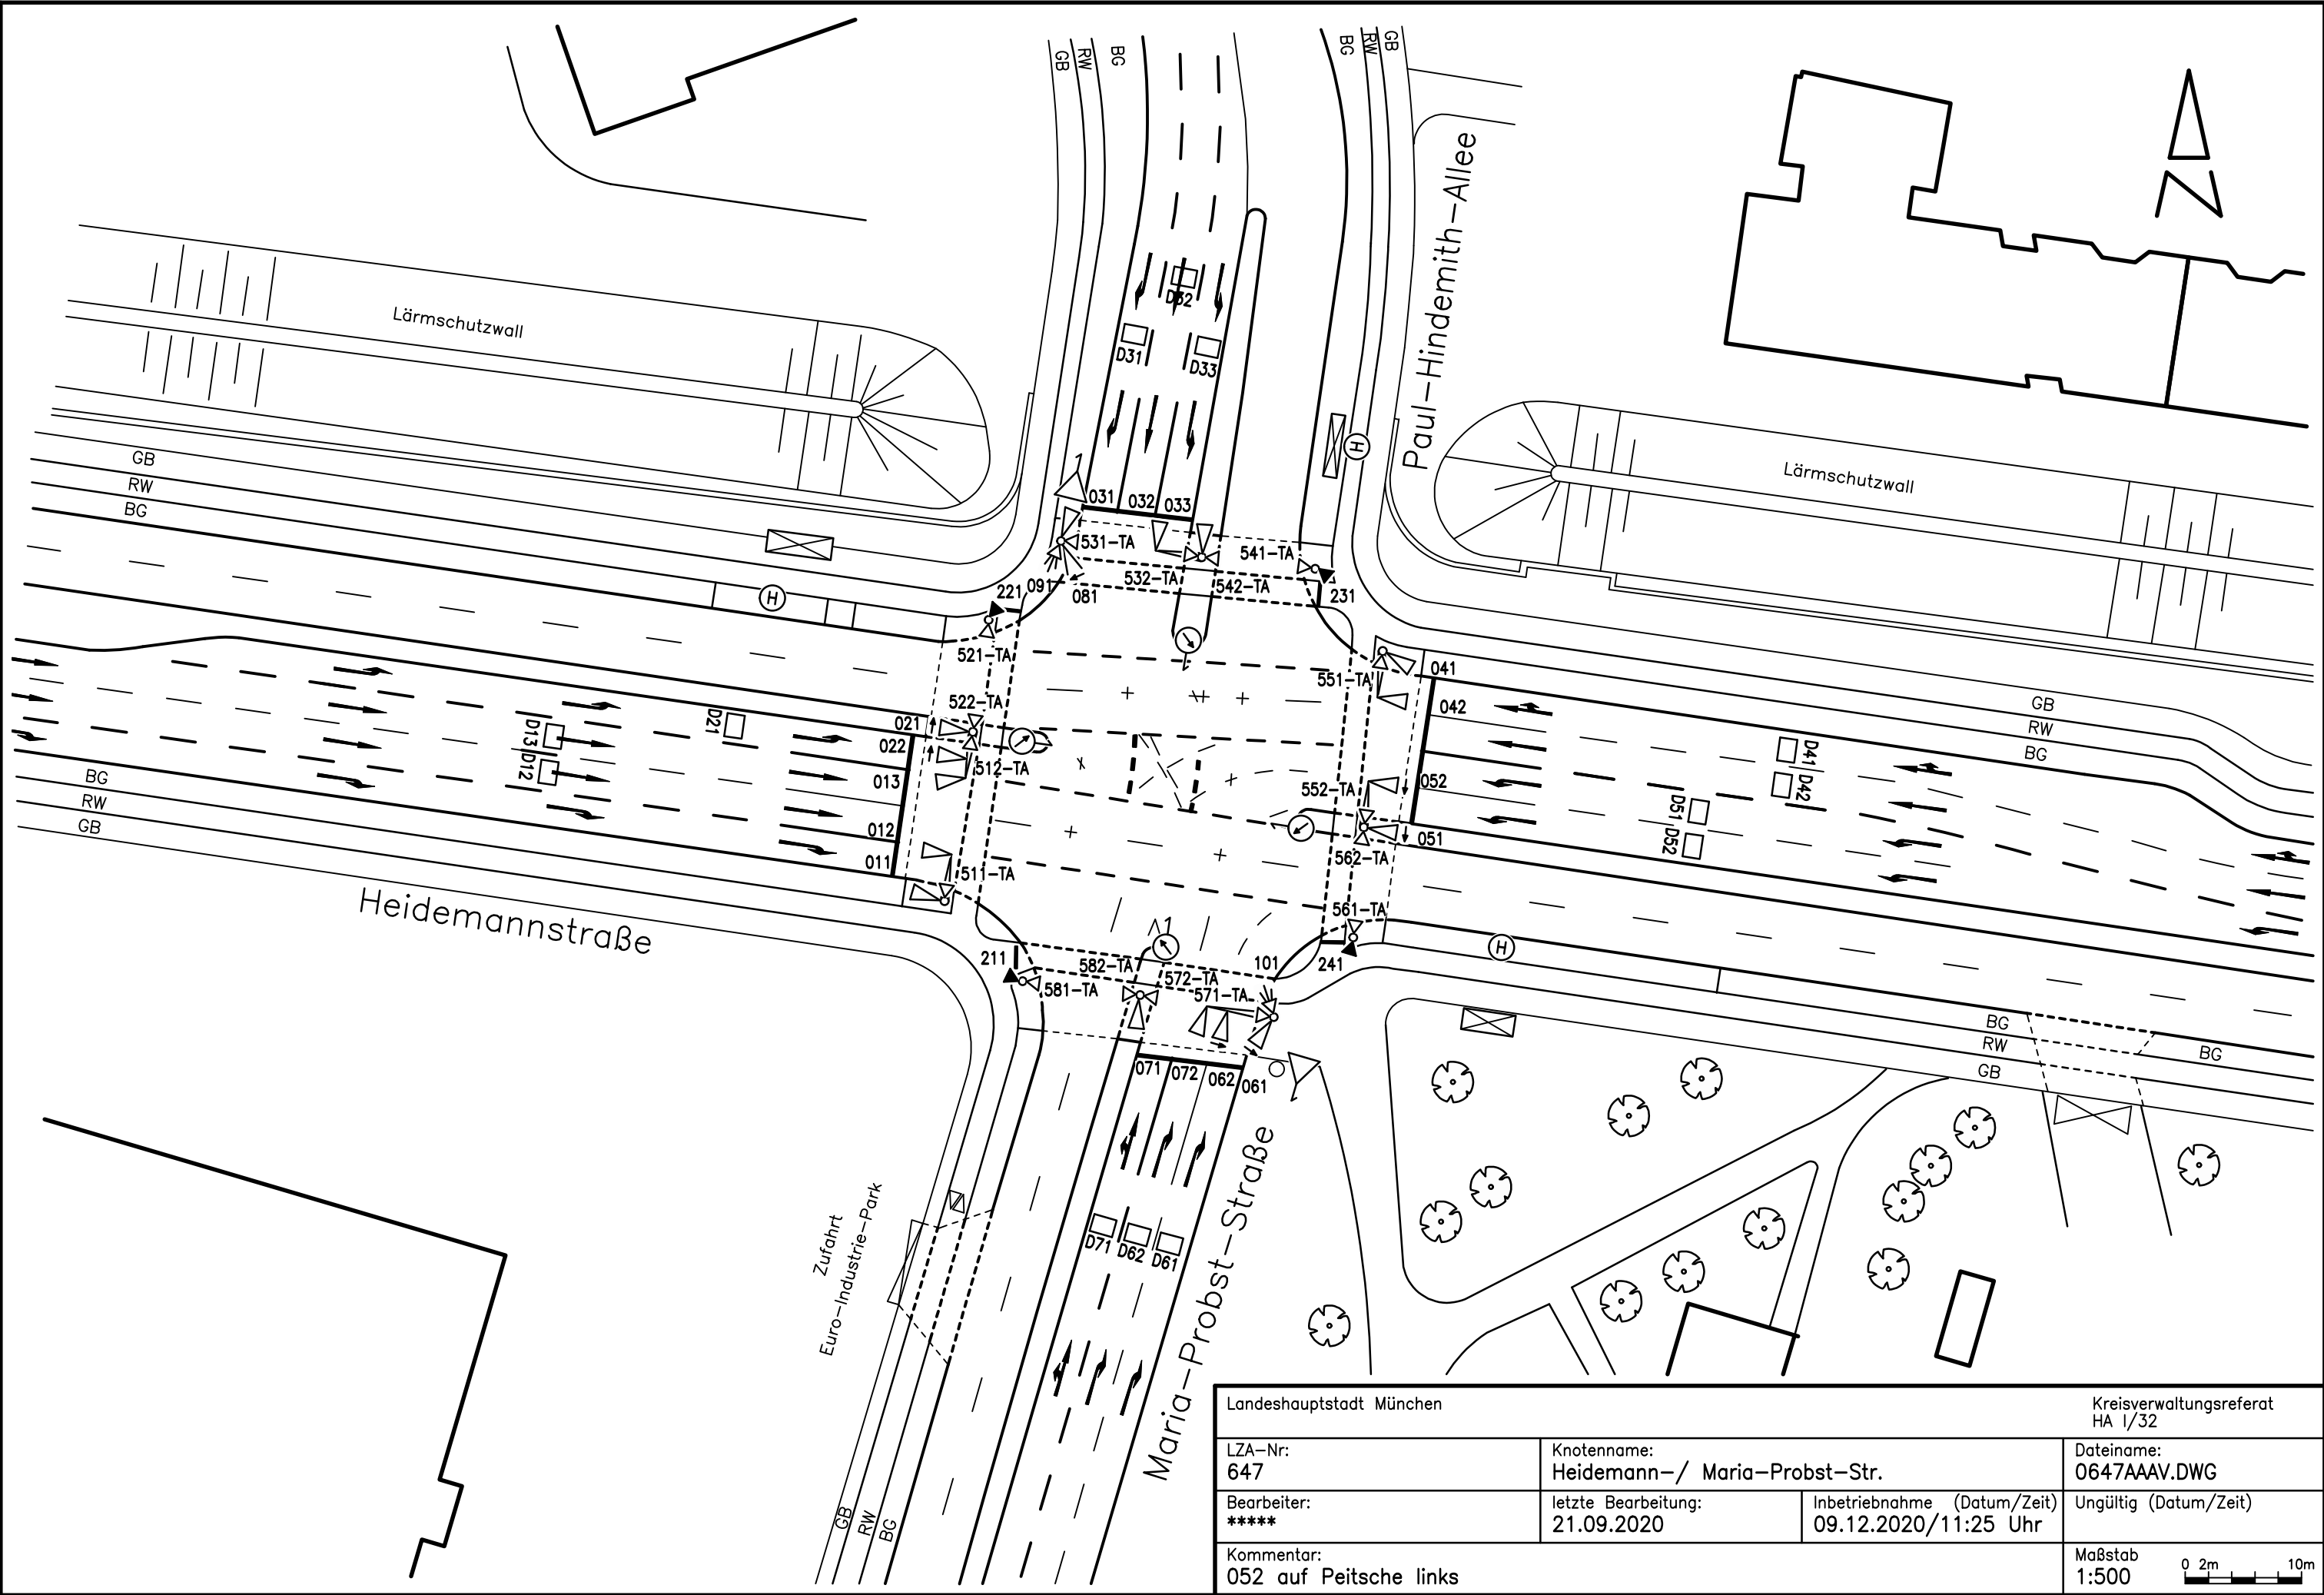 GB
RW
BG
BG
RW
GB
Paul-Hindemith-Allee
Lärmschutzwall
D32
D31
D33
H
GB
RW
BG
Lärmschutzwall
031
032
033
531-TA
541-TA
532-TA
542-TA
H
221
091
081
231
521-TA
551-TA
041
522-TA
042
GB
RW
BG
021
022
D13
D12
D21
512-TA
013
552-TA
052
D41
D42
D51
D52
BG
RW
GB
012
051
562-TA
011
511-TA
Heidemannstraße
561-TA
H
211
582-TA
572-TA
101
241
581-TA
571-TA
BG
RW
GB
BG
071
072
062
061
Maria-Probst-Straße
D71
D62
D61
Zufahrt
Euro-Industrie-Park
GB
RW
BG
N
Landeshauptstadt München
Kreisverwaltungsreferat
HA I/32
LZA-Nr:
647
Knotenname:
Heidemann-/ Maria-Probst-Str.
Dateiname:
0647AAAV.DWG
Bearbeiter:
*****
letzte Bearbeitung:
21.09.2020
Inbetriebnahme (Datum/Zeit)
09.12.2020/11:25 Uhr
Ungültig (Datum/Zeit)
Kommentar:
052 auf Peitsche links
Maßstab
1:500
0 2m 10m